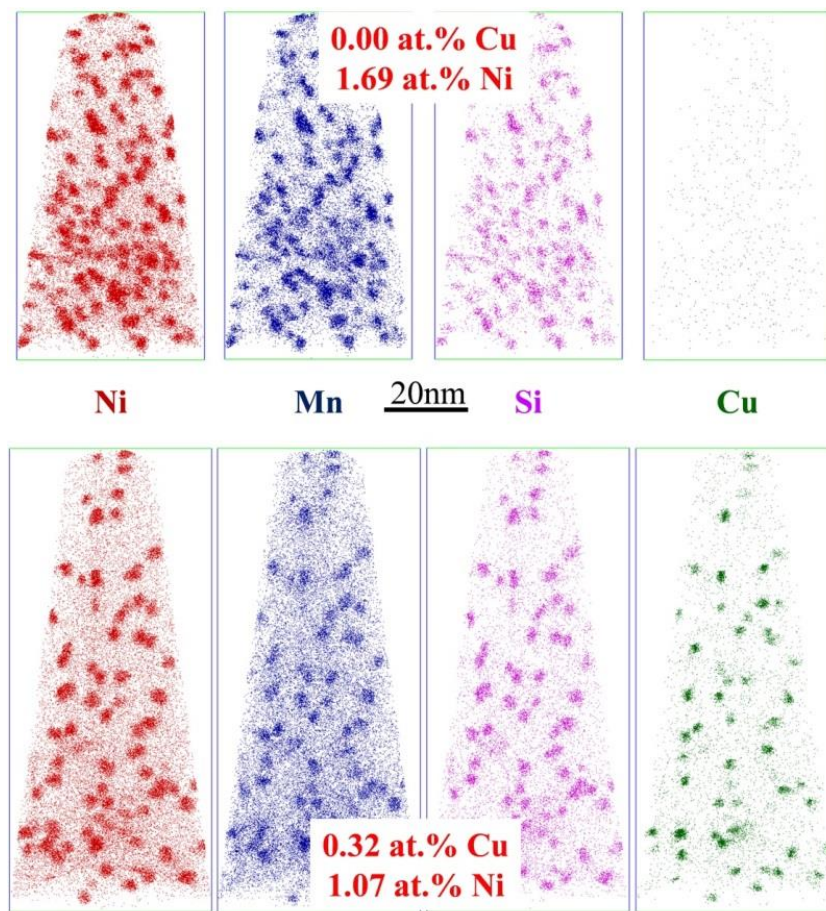 0.00 at.% Cu
1.69 at.% Ni
Ni Mn 20nm Si Cu
0.32 at.% Cu
1.07 at.% Ni